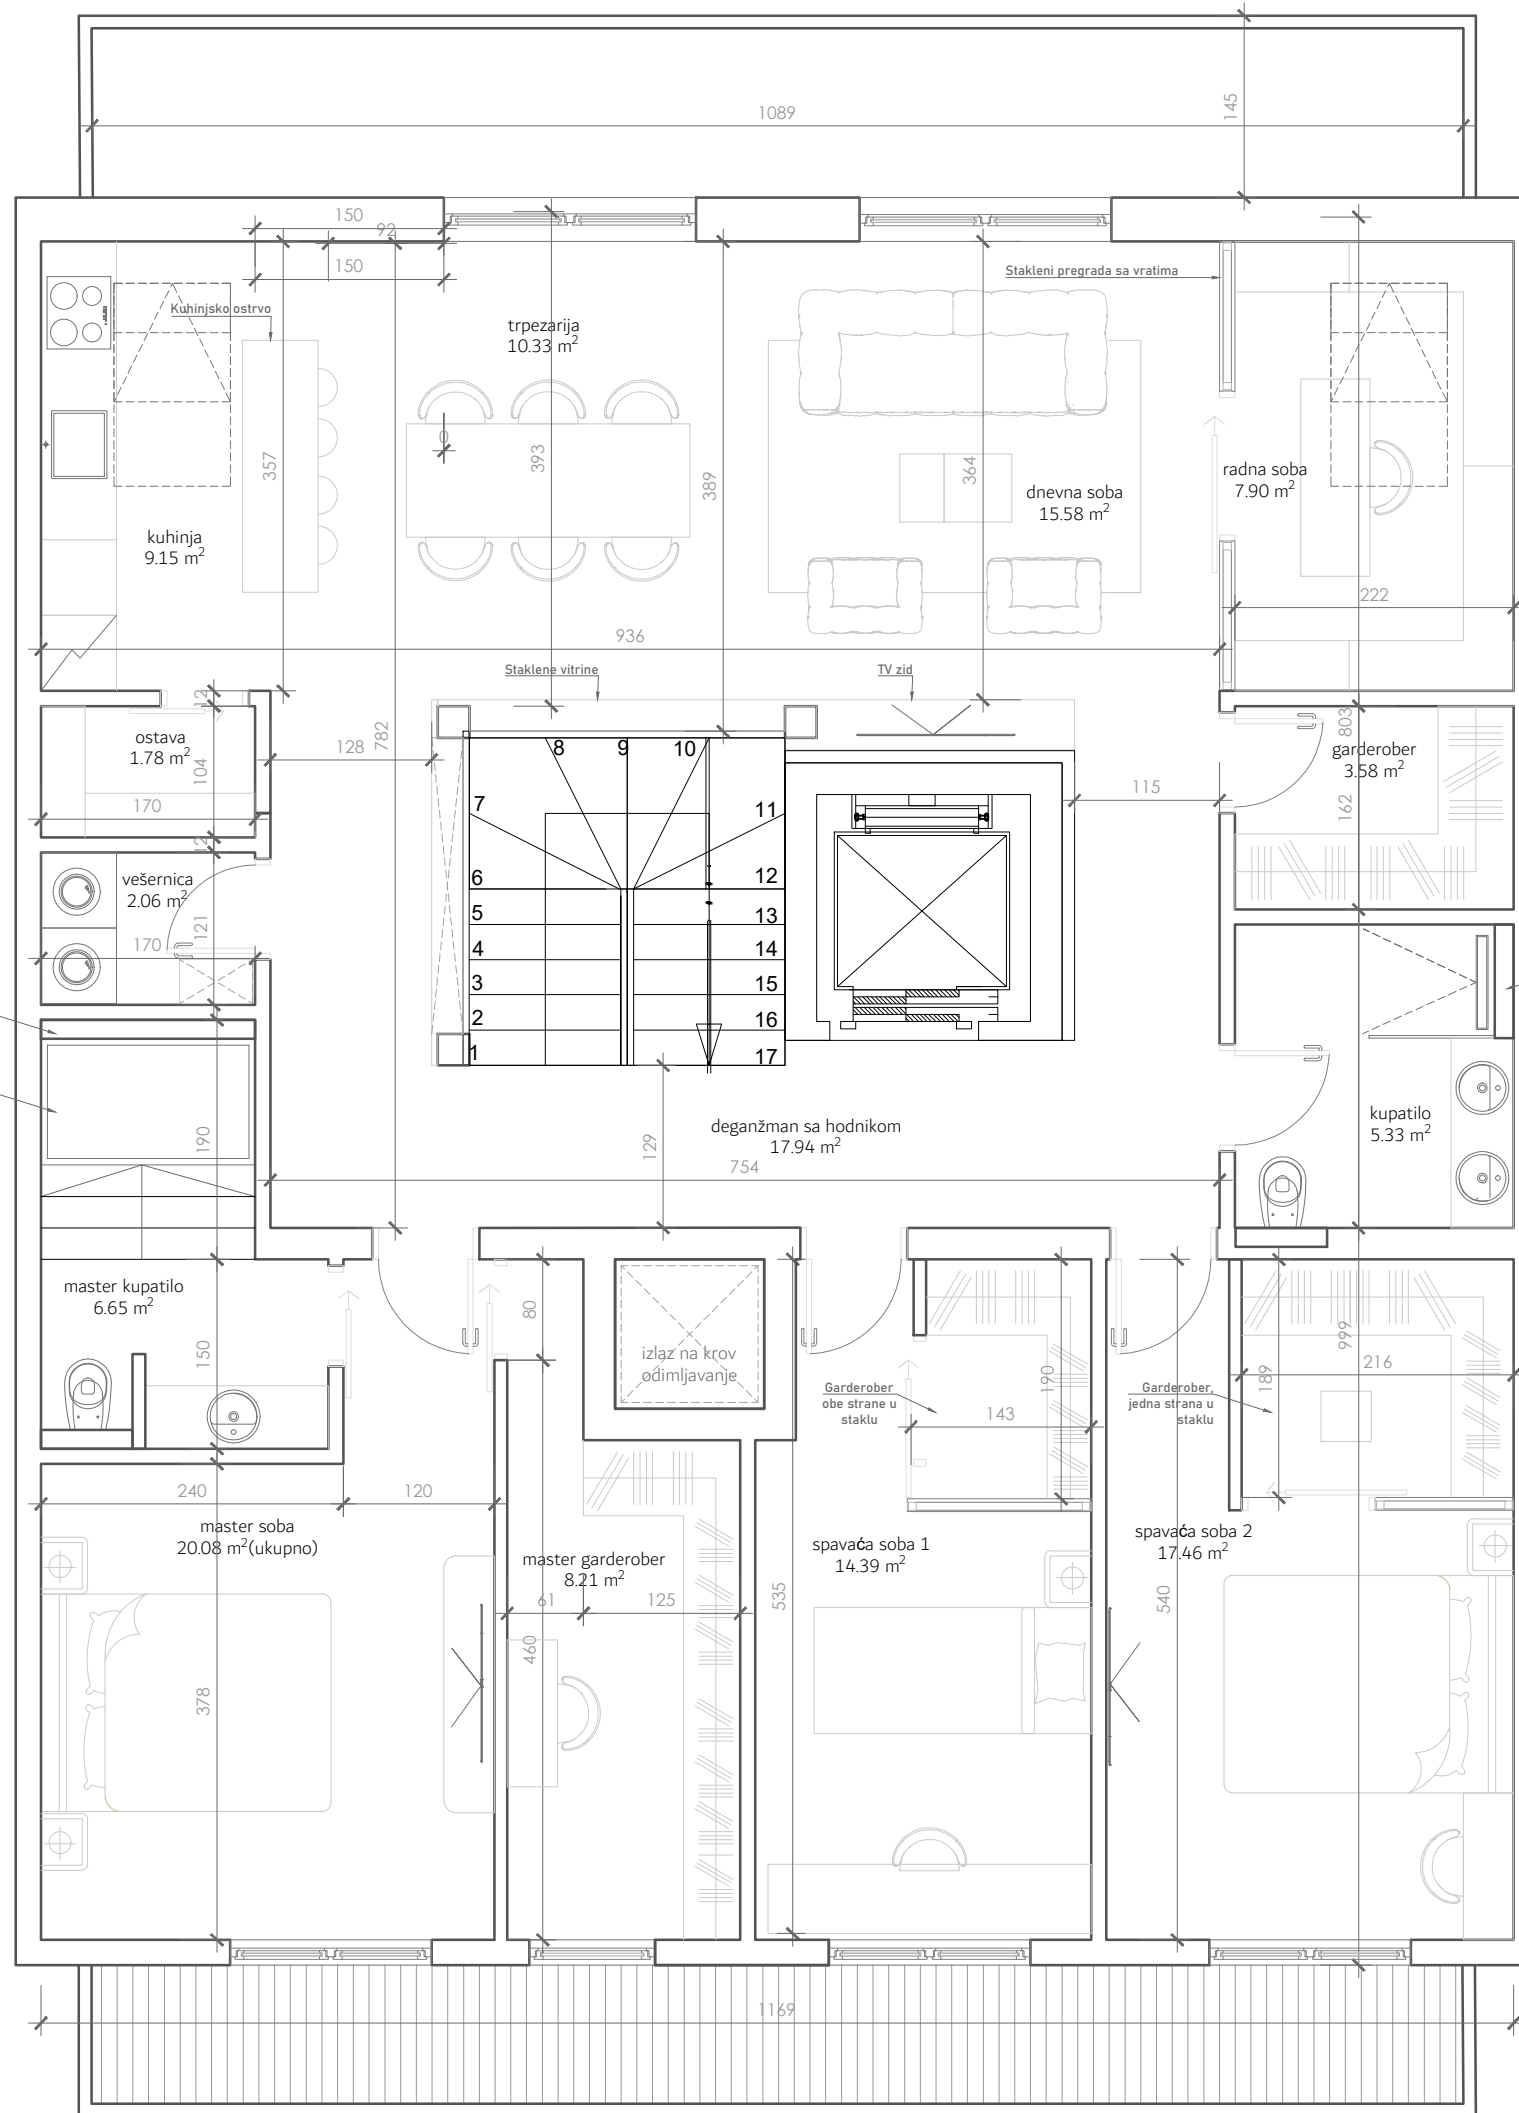 1089
145
150
92
150
Stakleni pregrada sa vratima
Kuhinjsko ostrvo
trpezarija
10.33 m²
0
393
357
389
364
radna soba
7.90 m²
dnevna soba
15.58 m²
kuhinja
9.15 m²
222
936
Staklene vitrine
TV zid
12
ostava
1.78 m²
104
170
128
782
8
9
10
7
11
6
12
5
13
4
14
3
15
2
16
1
17
115
803
garderober
3.58 m²
162
12
vešernica
2.06 m²
121
170
190
deganžman sa hodnikom
17.94 m²
129
754
kupatilo
5.33 m²
master kupatilo
6.65 m²
150
80
izlaz na krov
odimljavanje
190
Garderober
obe strane u
staklu
143
999
216
189
Garderober,
jedna strana u
staklu
240
120
master soba
20.08 m²(ukupno)
master garderober
8.21 m²
61
125
460
378
spavaća soba 1
14.39 m²
535
spavaća soba 2
17.46 m²
540
1169